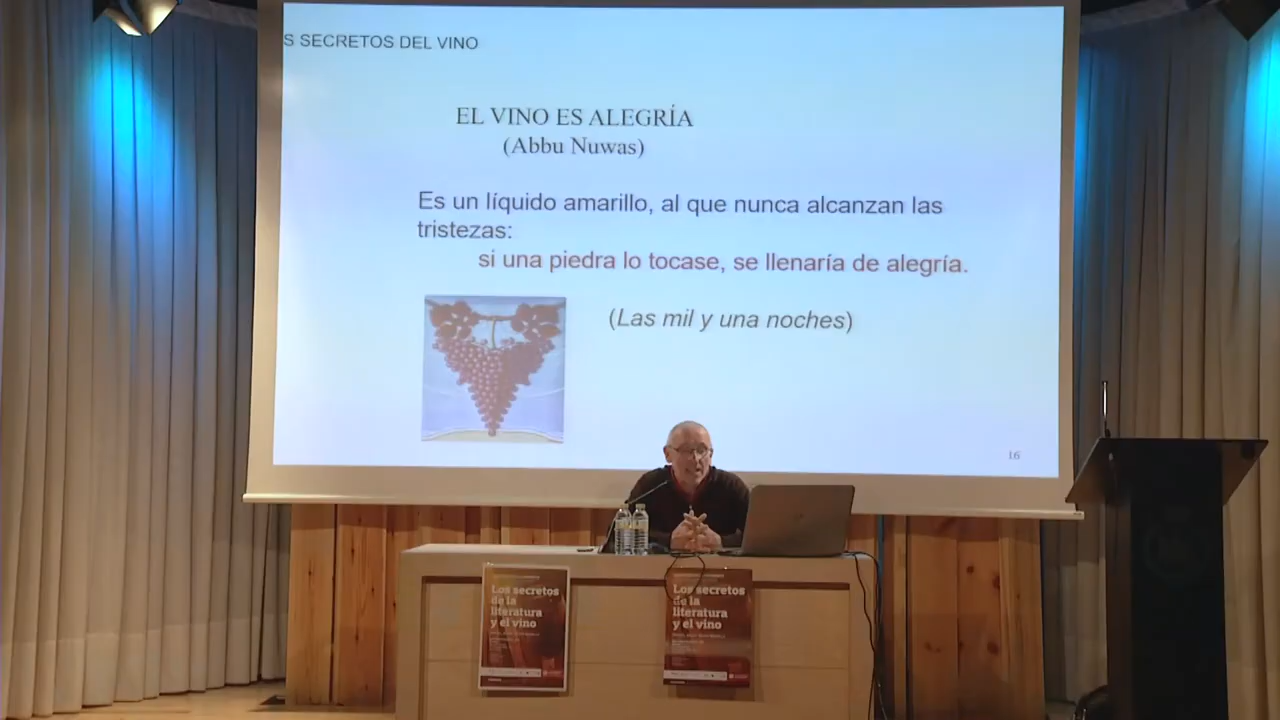 S SECRETOS DEL VINO
EL VINO ES ALEGRÍA
(Abbu Nuwas)
Es un líquido amarillo, al que nunca alcanzan las
tristezas:
si una piedra lo tocase, se llenaría de alegría.
(Las mil y una noches)
16
Los secretos
de la
literatura
y el vino
Los secretos
de la
literatura
y el vino